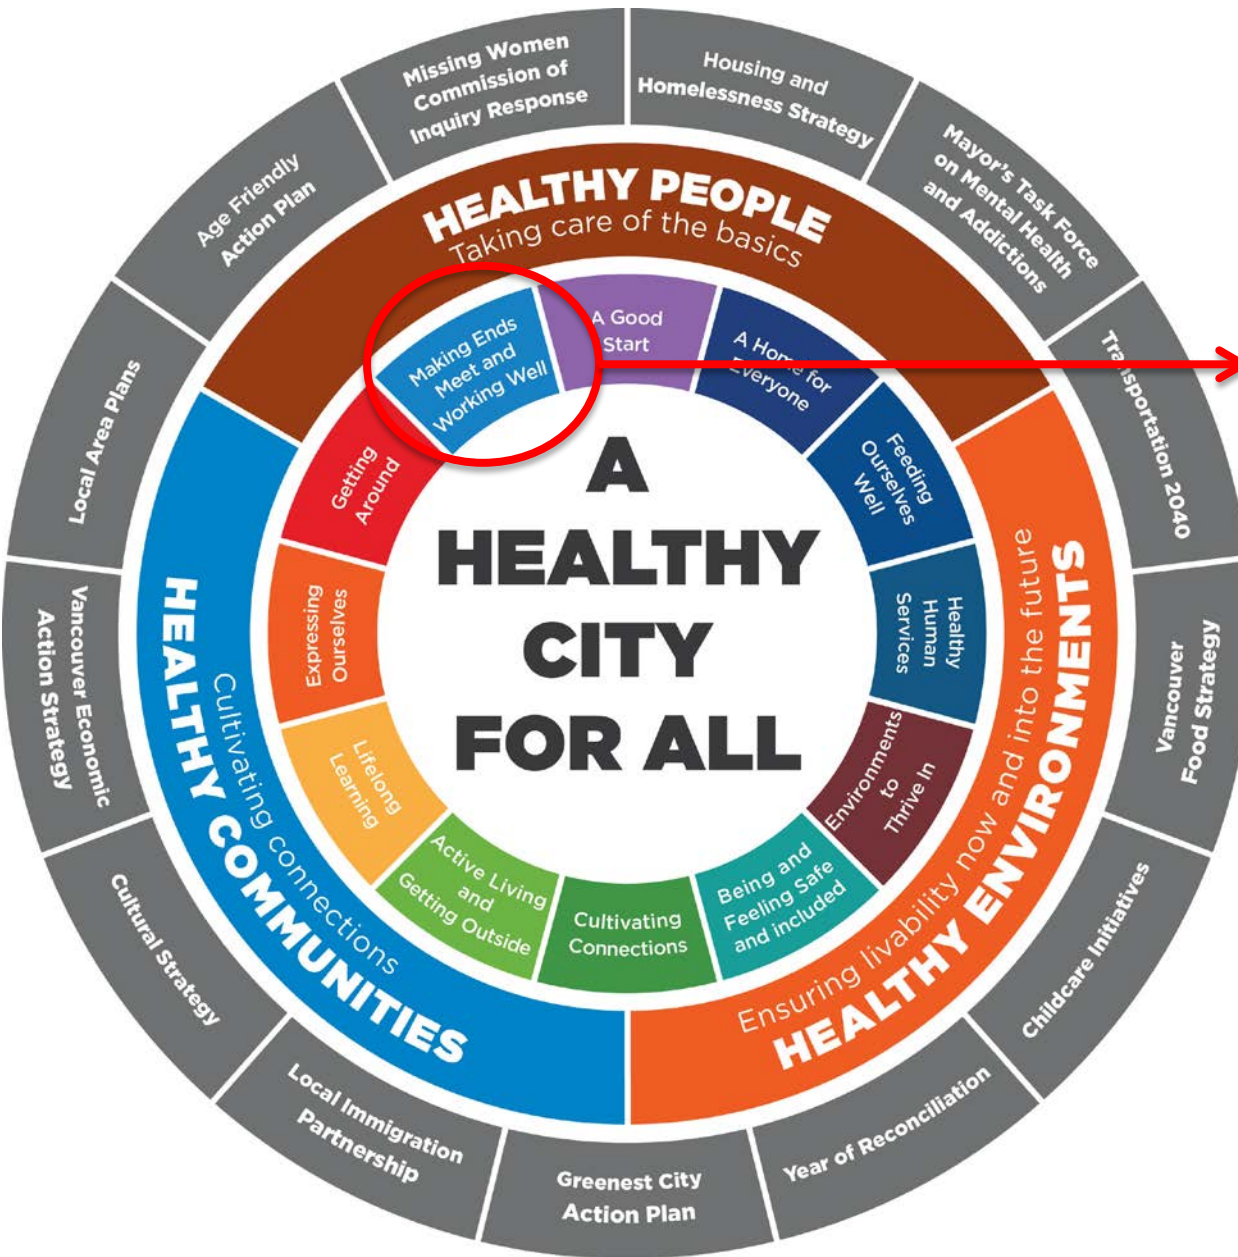 Missing Women
Commission of
Inquiry Response
Housing and
Homelessness Strategy
Mayor's Task Force
on Mental Health
and Addictions
Transportation 2040
Vancouver
Food Strategy
Childcare Initiatives
Year of Reconciliation
Greenest City
Action Plan
Local Immigration
Partnership
Cultural Strategy
Vancouver Economic
Action Strategy
Local Area Plans
Age Friendly
Action Plan
HEALTHY PEOPLE
Taking care of the basics
Ensuring livability now and into the future
HEALTHY ENVIRONMENTS
Cultivating connections
HEALTHY COMMUNITIES
A Good
Start
A Home for
Everyone
Feeding
Ourselves
Well
Healthy
Human
Services
Environments
to
Thrive In
Being and
Feeling Safe
and included
Cultivating
Connections
Active Living
and
Getting Outside
Lifelong
Learning
Expressing
Ourselves
Getting
Around
Making Ends
Meet and
Working Well
A
HEALTHY
CITY
FOR ALL